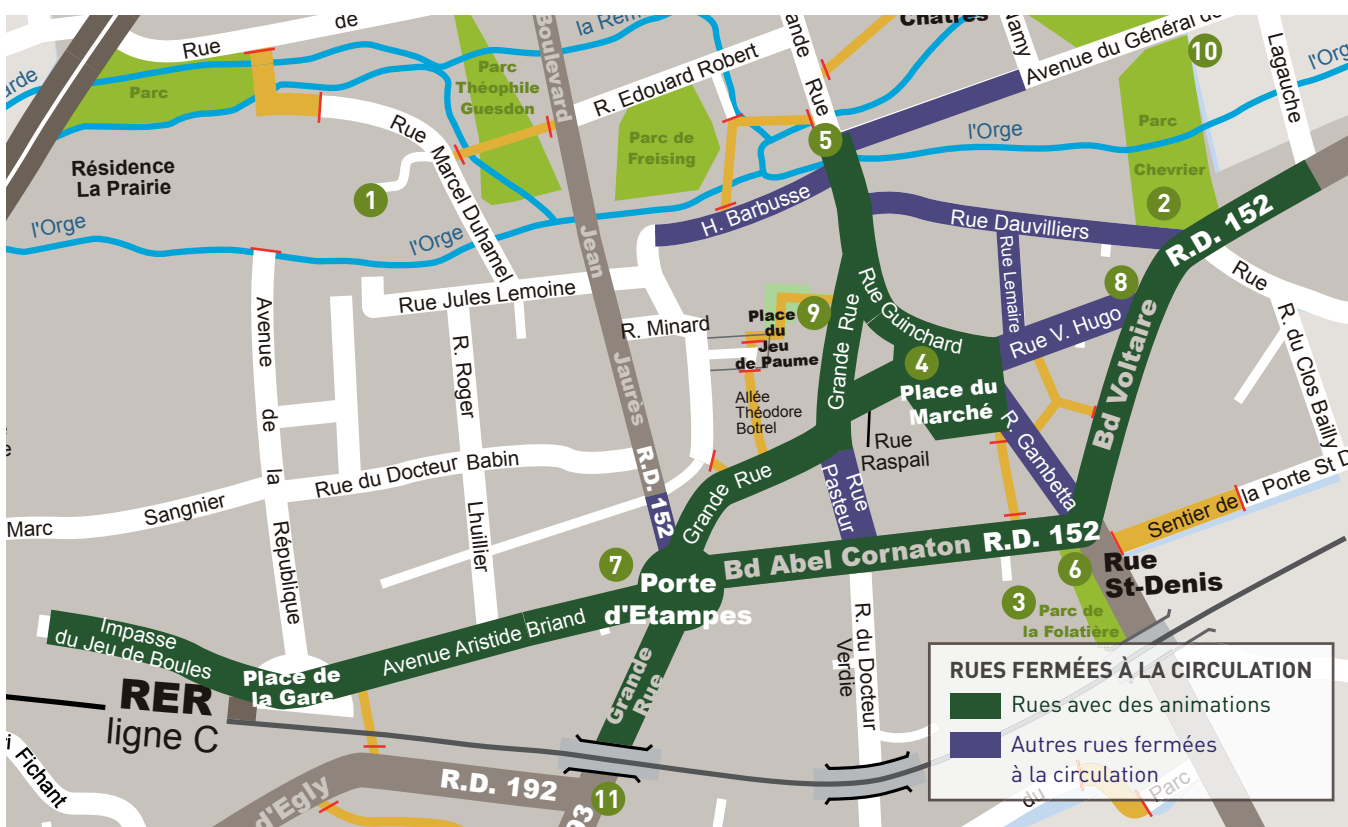 Rue
de
Boulevard
la Rem
ande
Rue
Chatres
Namy
Avenue du Général de
10
Lagauche
l'Orge
arde
Parc
Parc
Théophile
Guesdon
R. Edouard Robert
Parc de
Freising
5
l'Orge
Parc
Chevrier
2
Résidence
La Prairie
Rue Marcel Duhamel
1
l'Orge
l'Orge
H. Barbusse
Rue Dauvilliers
R.D. 152
Jean
Rue Lemaire
8
Rue
Rue Jules Lemoine
R. Minard
Place
du
Jeu
de Paume
9
Grande Rue
Rue Guinchard
Rue V. Hugo
Bd Voltaire
R. du Clos Bailly
Avenue
de
la
République
R. Roger
Lhuillier
Jaurès
4
Place du
Marché
Allée
Théodore
Botrel
Rue
Raspail
R. Gambetta
e
Rue du Docteur Babin
R.D. 152
Grande Rue
Rue
Pasteur
Marc
Sangnier
Sentier de la Porte St D
7
Porte
d'Etampes
Bd Abel Cornaton R.D. 152
6
Rue
St-Denis
3
Parc de
la Folatière
Impasse
du Jeu de Boules
Avenue Aristide Briand
R. du Docteur
Verdie
Place de
la Gare
RER
ligne C
Grande
Rue
ri Fichant
d'Egly
R.D. 192
11
93
RUES FERMÉES À LA CIRCULATION
Rues avec des animations
Autres rues fermées
à la circulation
du
Parc